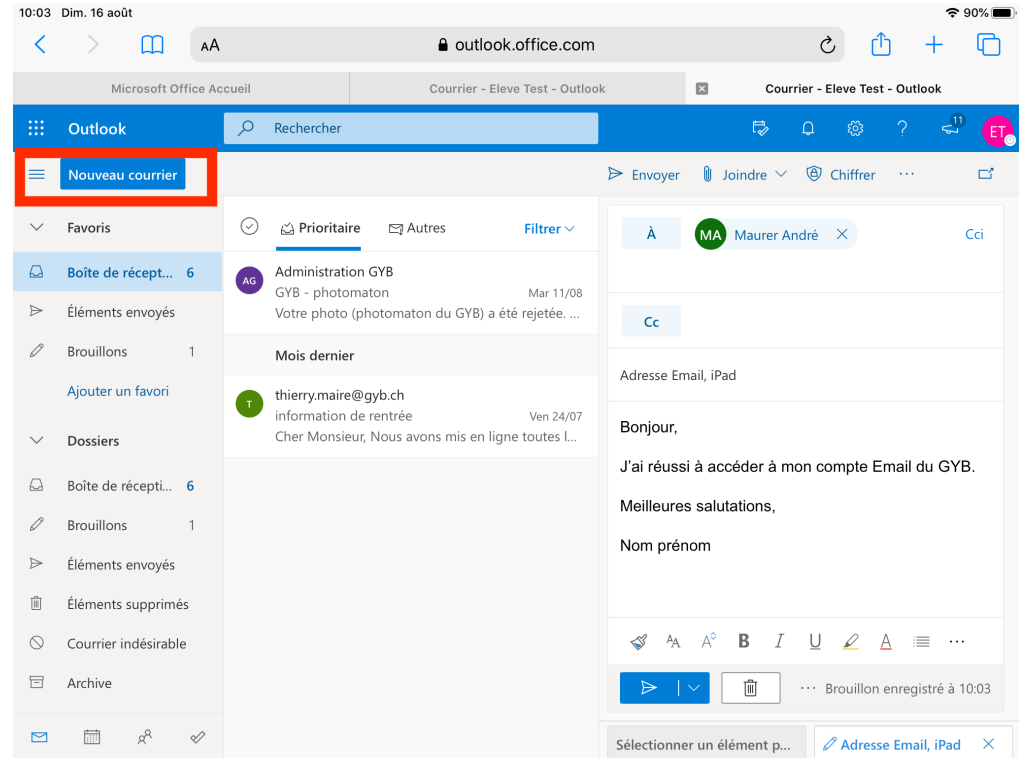 10:03 Dim. 16 août 90%
AA outlook.office.com
Microsoft Office Accueil Courrier - Eleve Test - Outlook Courrier - Eleve Test - Outlook
Outlook Rechercher 11 ET
Nouveau courrier Envoyer Joindre Chiffrer ...
Favoris
Boîte de récept... 6
Éléments envoyés
Brouillons 1
Ajouter un favori
Dossiers
Boîte de récepti... 6
Brouillons 1
Éléments envoyés
Éléments supprimés
Courrier indésirable
Archive
Prioritaire Autres Filtrer
AG Administration GYB
GYB - photomaton Mar 11/08
Votre photo (photomaton du GYB) a été rejetée. ...
Mois dernier
T thierry.maire@gyb.ch
information de rentrée Ven 24/07
Cher Monsieur, Nous avons mis en ligne toutes l...
À MA Maurer André Cci
Cc
Adresse Email, iPad
Bonjour,
J'ai réussi à accéder à mon compte Email du GYB.
Meilleures salutations,
Nom prénom
AA A B I U A ...
... Brouillon enregistré à 10:03
Sélectionner un élément p... Adresse Email, iPad